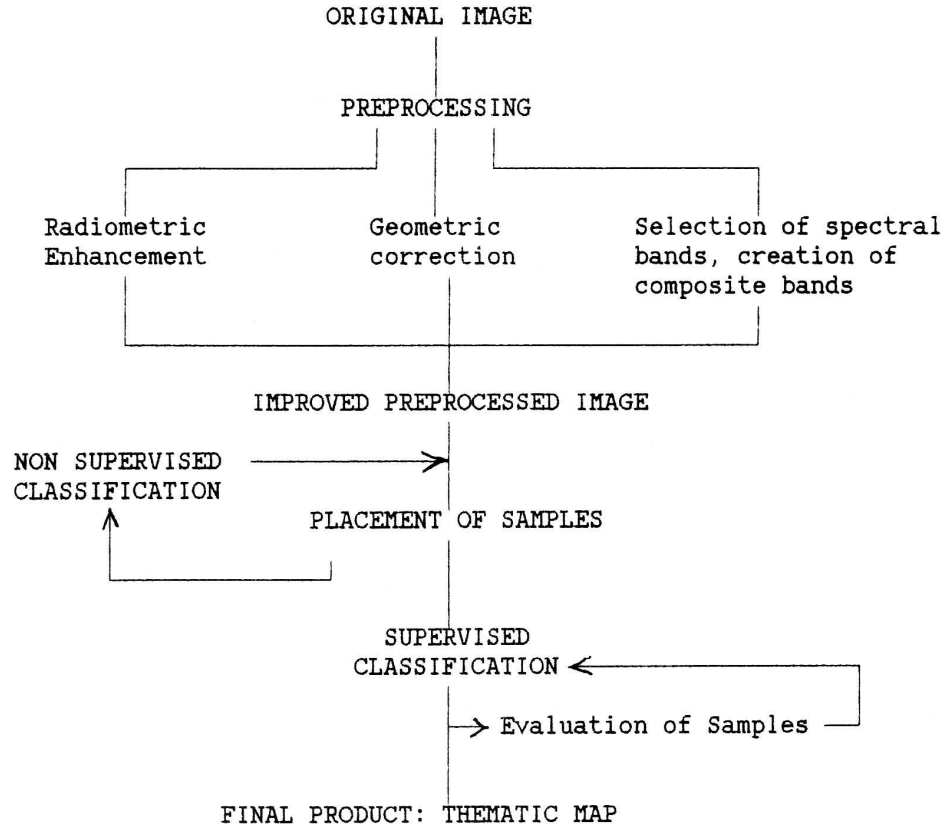 ORIGINAL IMAGE
PREPROCESSING
Radiometric
Enhancement
Geometric
correction
Selection of spectral
bands, creation of
composite bands
IMPROVED PREPROCESSED IMAGE
NON SUPERVISED
CLASSIFICATION
PLACEMENT OF SAMPLES
SUPERVISED
CLASSIFICATION
Evaluation of Samples
FINAL PRODUCT: THEMATIC MAP